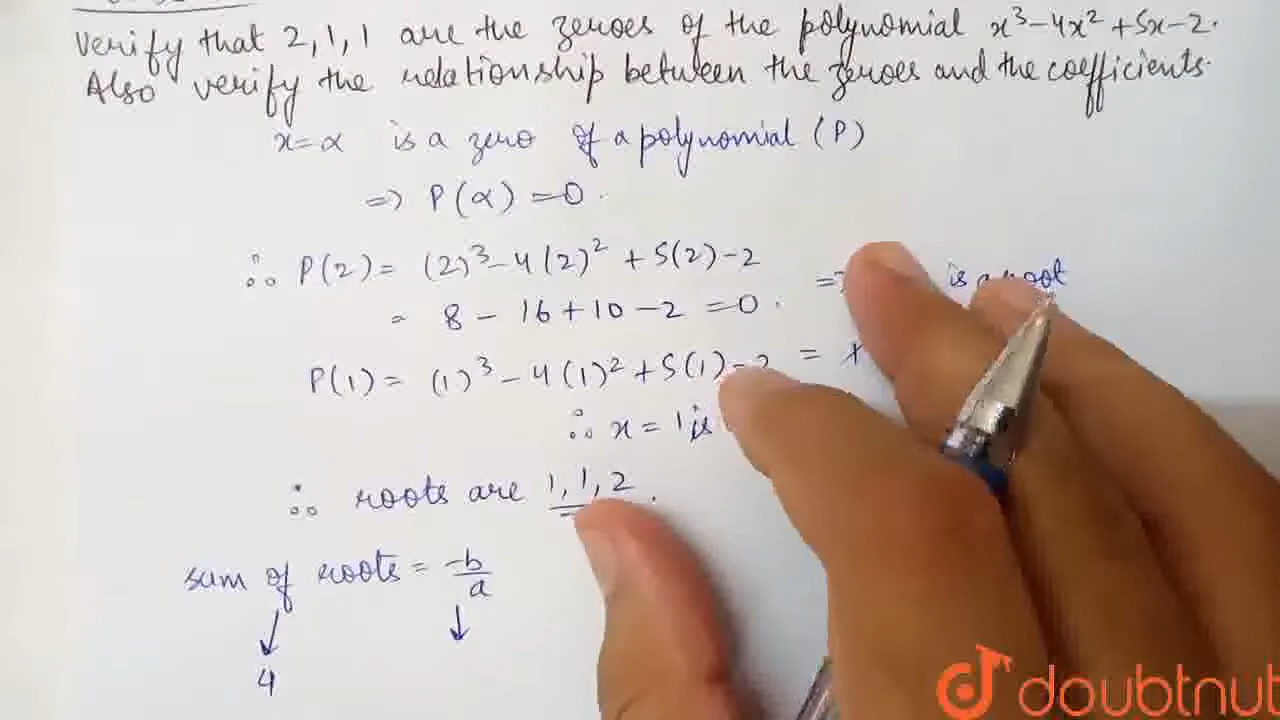 verify that 2, 1, 1 are the zeroes of the polynomial x³-4x²+5x-2.
Also verify the relationship between the zeroes and the coefficients.
x=α is a zero of a polynomial (P)
=> P(α) =0.
∴ P(2)= (2)³-4(2)²+5(2)-2 => is a root
= 8-16+10-2 =0.
P(1)= (1)³-4(1)²+5(1)-2 =
∴ x=1 is
∴ roots are 1, 1, 2.
sum of roots = -b/a
↓ ↓
4
doubtnut